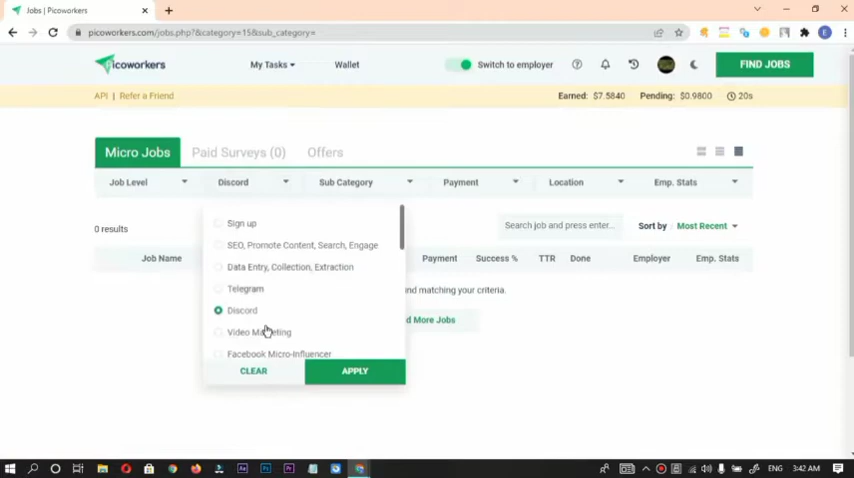 Jobs | Picoworkers
picoworkers.com/jobs.php?&category=15&sub_category=
E
Picoworkers
My Tasks
Wallet
Switch to employer
FIND JOBS
API | Refer a Friend
Earned: $7.5840
Pending: $0.9800
20s
Micro Jobs
Paid Surveys (0)
Offers
Job Level
Discord
Sub Category
Payment
Location
Emp. Stats
Sign up
0 results
Search job and press enter...
Sort by
Most Recent
SEO, Promote Content, Search, Engage
Job Name
Payment
Success %
TTR
Done
Employer
Emp. Stats
Data Entry, Collection, Extraction
Telegram
und matching your criteria.
Discord
d More Jobs
Video Marketing
Facebook Micro-Influencer
CLEAR
APPLY
ENG
3:42 AM